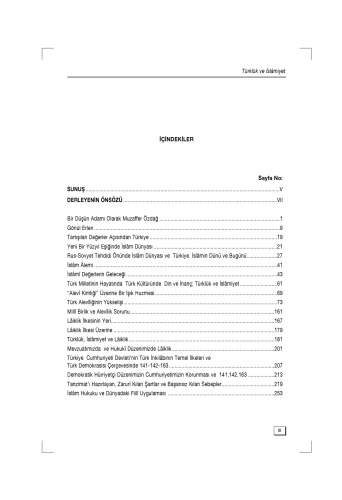 Türklük ve İslâmiyet
İÇİNDEKİLER
Sayfa No:
SUNUŞ ... V
DERLEYENİN ÖNSÖZÜ ... VII
Bir Düşün Adamı Olarak Muzaffer Özdağ ... 1
Gönül Erleri ... 9
Tartışılan Değerler Açısından Türkiye ... 19
Yeni Bir Yüzyıl Eşiğinde İslâm Dünyası ... 21
Rus-Sovyet Tehdidi Önünde İslâm Dünyası ve Türkiye; İslâmın Dünü ve Bugünü ... 27
İslâm Âlemi ... 41
İslâmî Değerlerin Geleceği ... 43
Türk Milletinin Hayatında Türk Kültüründe Din ve İnanç; Türklük ve İslâmiyet ... 61
"Alevi Kimliği" Üzerine Bir Işık Huzmesi ... 69
Türk Aleviliğinin Yükselişi ... 73
Millî Birlik ve Alevîlik Sorunu ... 161
Lâiklik İlkesinin Yeri ... 167
Lâiklik İlkesi Üzerine ... 179
Türklük, İslâmiyet ve Lâiklik ... 181
Mevzuatımızda ve Hukukî Düzenimizde Lâiklik ... 201
Türkiye Cumhuriyeti Devleti'nin Türk İnkılâbının Temel İlkeleri ve
Türk Demokrasisi Çerçevesinde 141-142-163 ... 207
Demokratik Hürriyetçi Düzenimizin Cumhuriyetimizin Korunması ve 141,142,163 ... 213
Tanzimat'ı Hazırlayan, Zarurî Kılan Şartlar ve Başarısız Kılan Sebepler ... 219
İslâm Hukuku ve Dünyadaki Fiilî Uygulaması ... 253
III